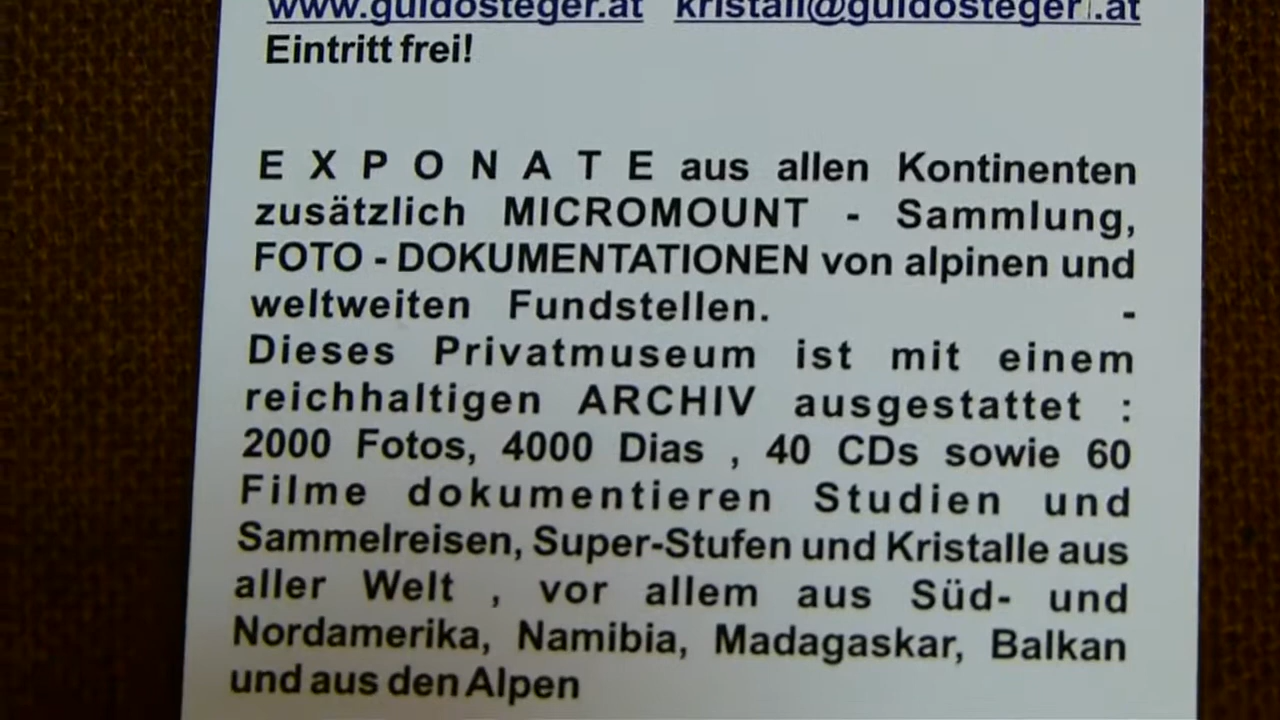 www.guidosteger.at kristall@guidosteger.at
Eintritt frei!
E X P O N A T E aus allen Kontinenten
zusätzlich MICROMOUNT - Sammlung,
FOTO - DOKUMENTATIONEN von alpinen und
weltweiten Fundstellen. -
Dieses Privatmuseum ist mit einem
reichhaltigen ARCHIV ausgestattet :
2000 Fotos, 4000 Dias , 40 CDs sowie 60
Filme dokumentieren Studien und
Sammelreisen, Super-Stufen und Kristalle aus
aller Welt , vor allem aus Süd- und
Nordamerika, Namibia, Madagaskar, Balkan
und aus den Alpen